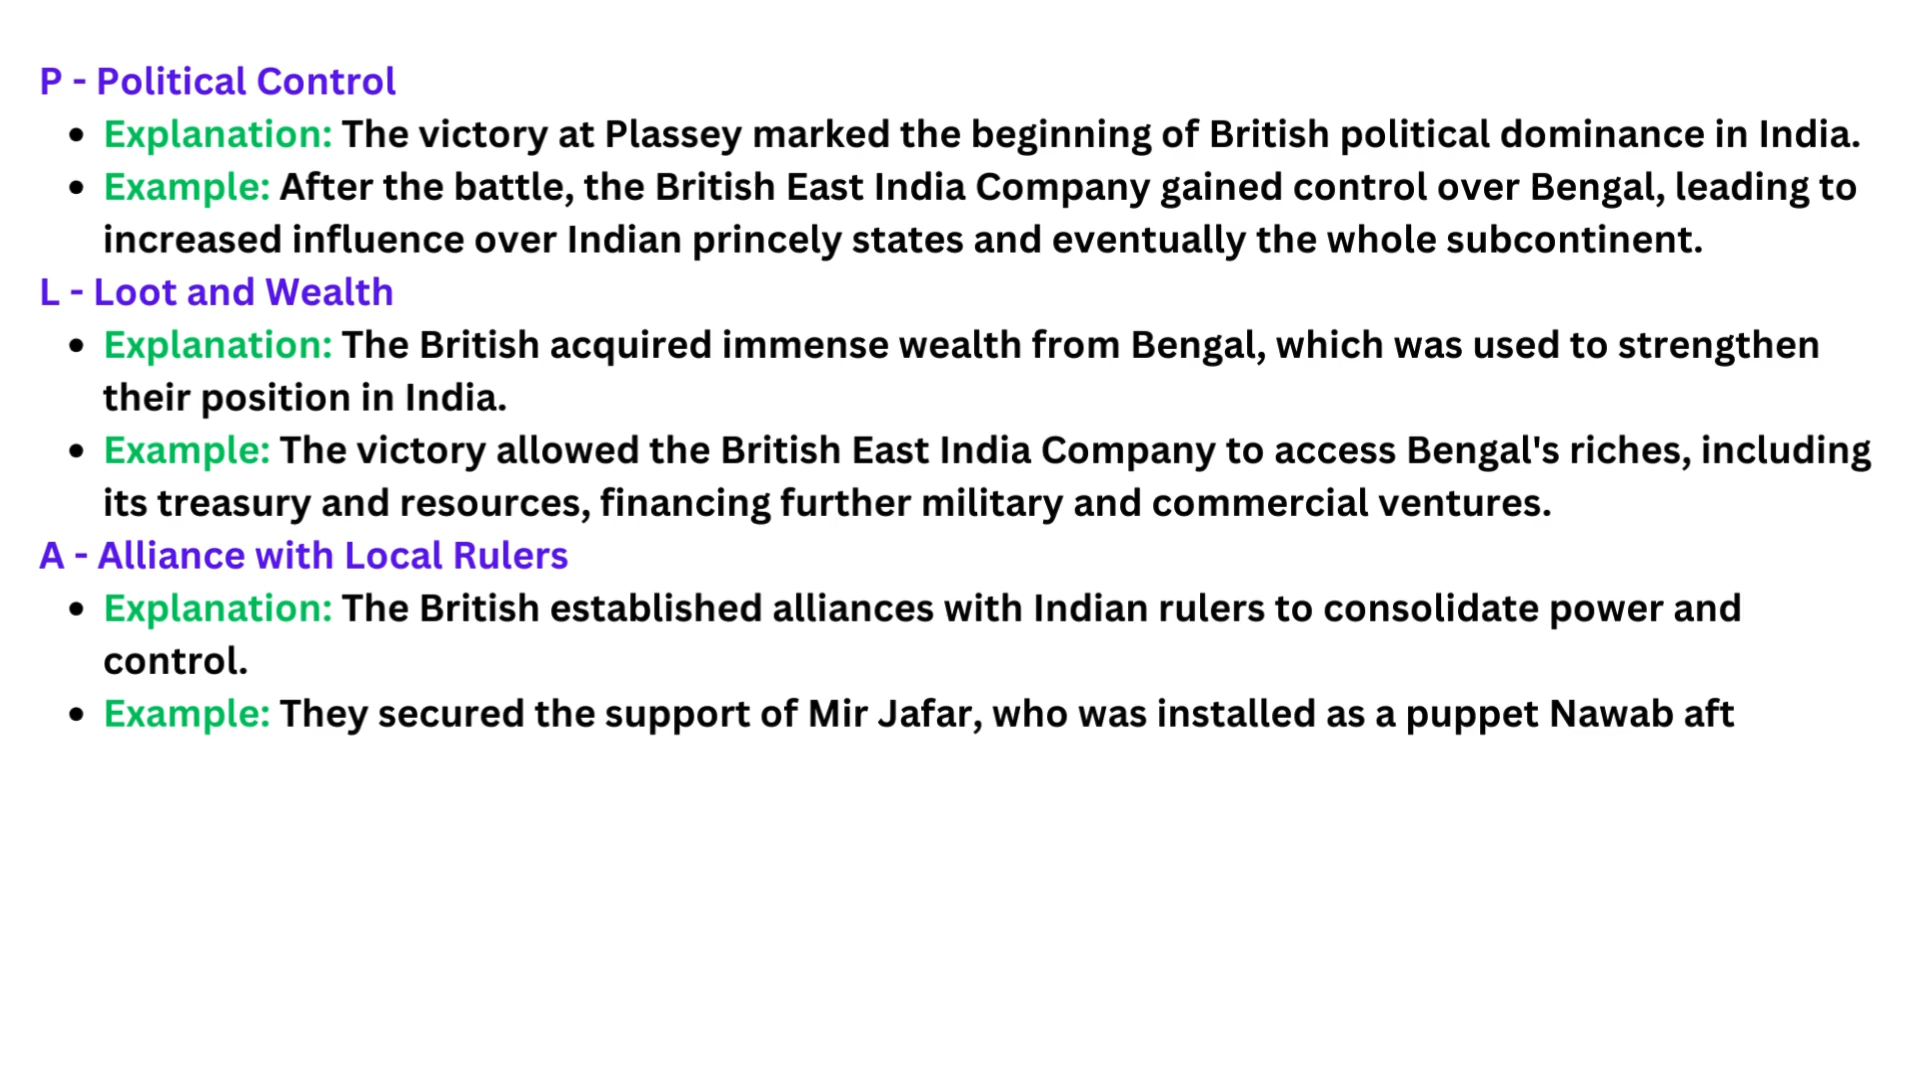 P - Political Control
• Explanation: The victory at Plassey marked the beginning of British political dominance in India.
• Example: After the battle, the British East India Company gained control over Bengal, leading to
increased influence over Indian princely states and eventually the whole subcontinent.
L - Loot and Wealth
• Explanation: The British acquired immense wealth from Bengal, which was used to strengthen
their position in India.
• Example: The victory allowed the British East India Company to access Bengal's riches, including
its treasury and resources, financing further military and commercial ventures.
A - Alliance with Local Rulers
• Explanation: The British established alliances with Indian rulers to consolidate power and
control.
• Example: They secured the support of Mir Jafar, who was installed as a puppet Nawab aft